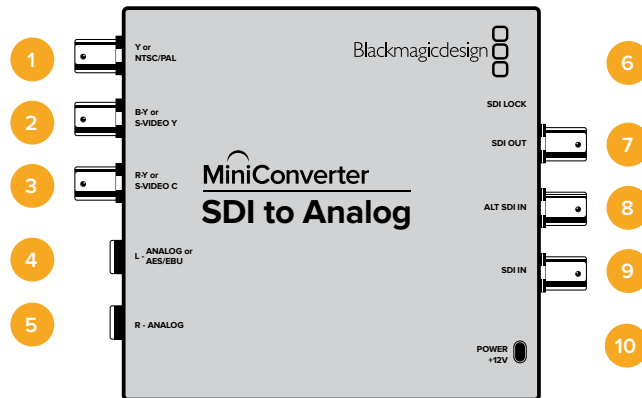 1
Y or
NTSC/PAL
2
B-Y or
S-VIDEO Y
3
R-Y or
S-VIDEO C
4
L - ANALOG or
AES/EBU
5
R - ANALOG
MiniConverter
SDI to Analog
Blackmagicdesign
6
SDI LOCK
SDI OUT
7
ALT SDI IN
8
SDI IN
9
POWER
+12V
10